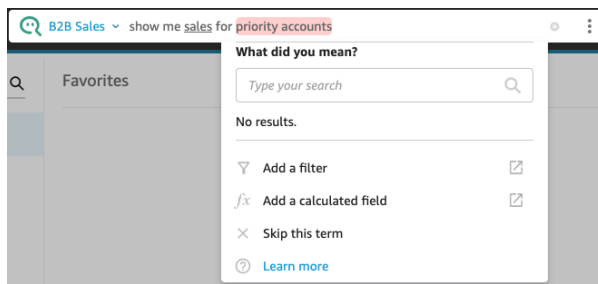 B2B Sales show me sales for priority accounts
What did you mean?
Favorites
Type your search
No results.
Add a filter
fx Add a calculated field
Skip this term
Learn more